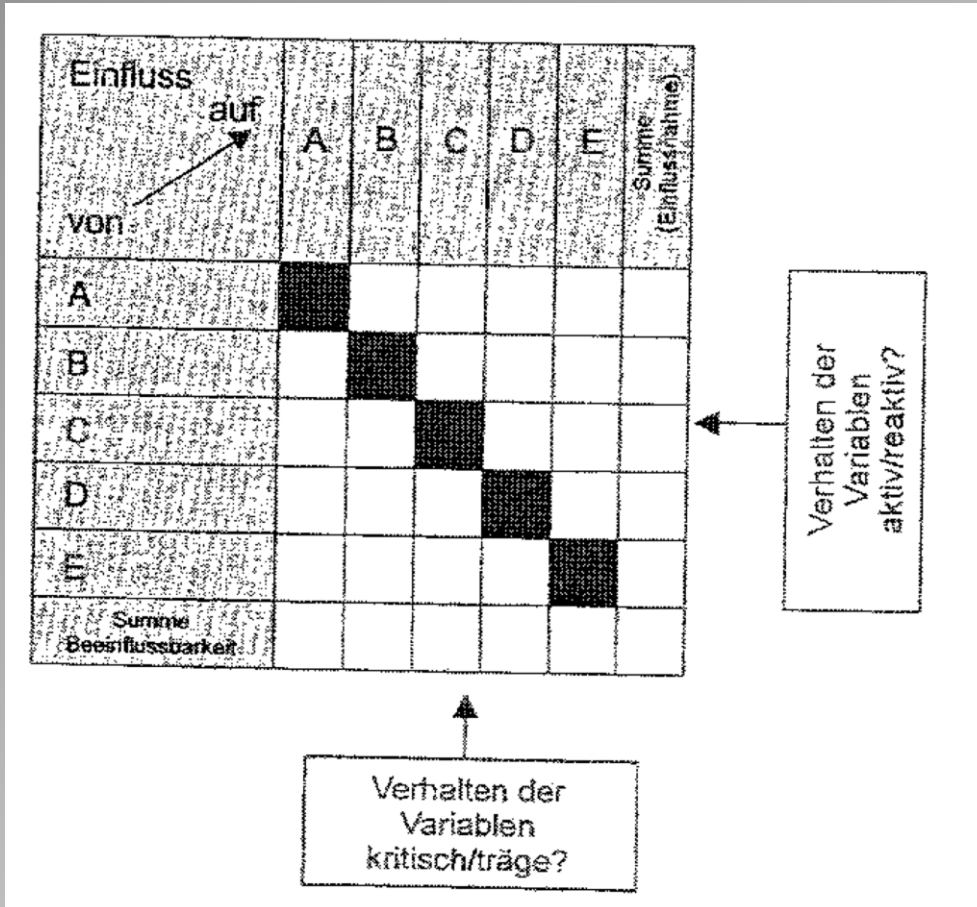 Einfluss
auf
von
A
B
C
D
E
Summe
(Einflussnahme)
A
B
C
D
E
Summe
Beeinflussbarkeit
Verhalten der
Variablen
aktiv/reaktiv?
Verhalten der
Variablen
kritisch/träge?